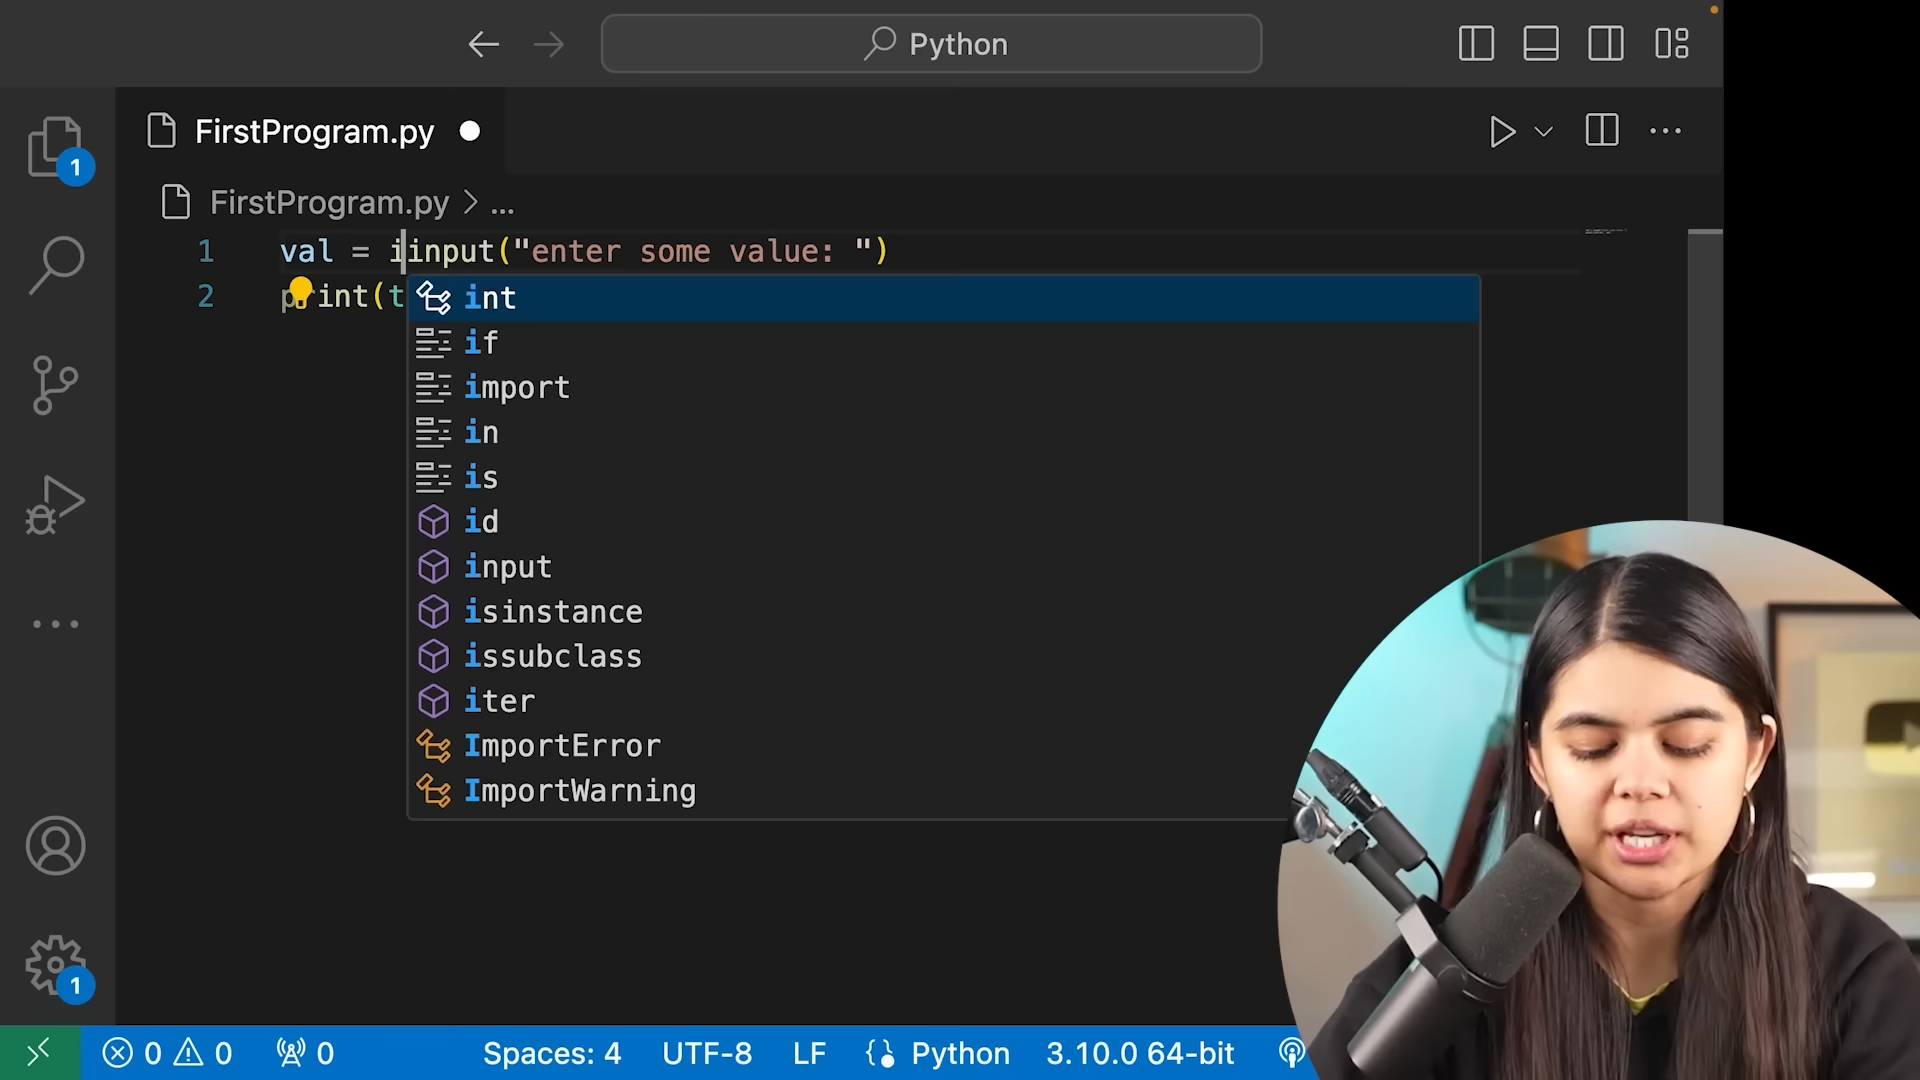 Python
FirstProgram.py
FirstProgram.py > ...
1 val = iinput("enter some value: ")
2 print(t
int
if
import
in
is
id
input
isinstance
issubclass
iter
ImportError
ImportWarning
1
1
0 0 0 Spaces: 4 UTF-8 LF Python 3.10.0 64-bit